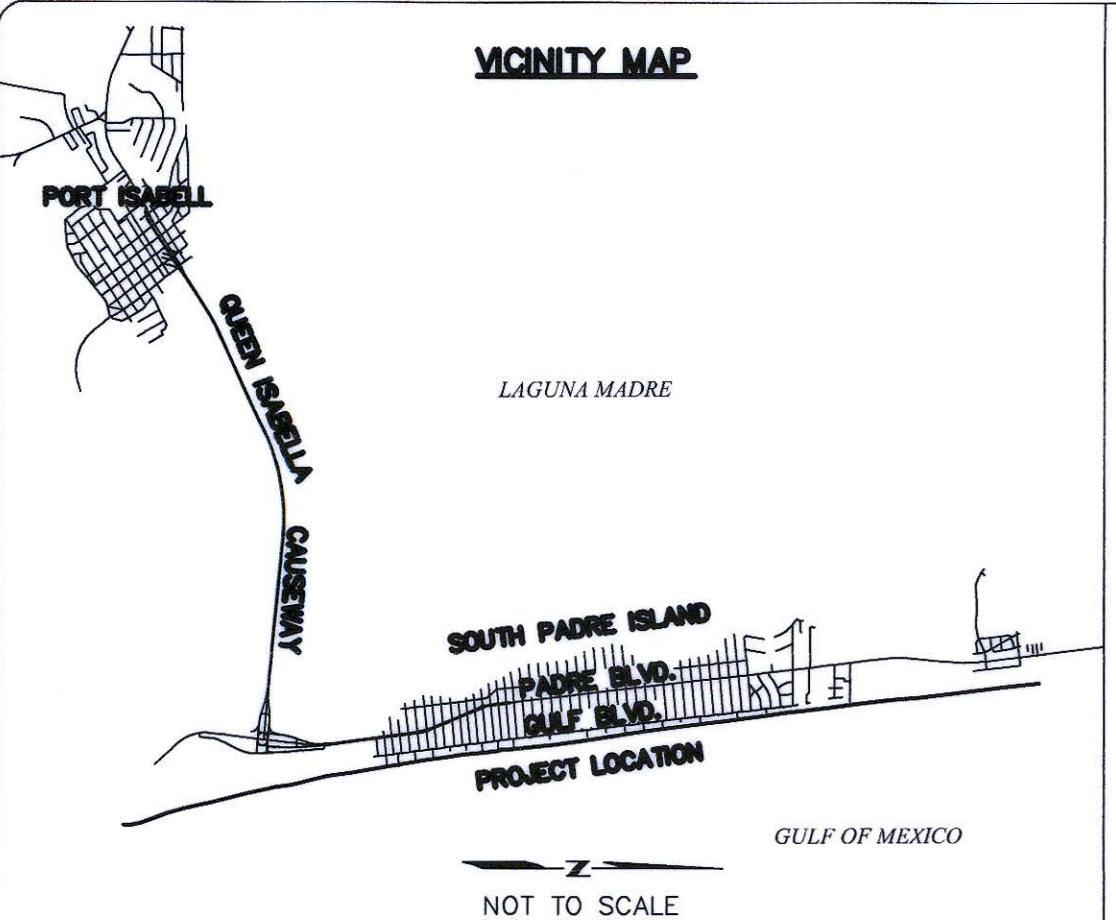 VICINITY MAP
PORT ISABELL
QUEEN ISABELLA
CAUSEWAY
LAGUNA MADRE
SOUTH PADRE ISLAND
PADRE BLVD.
GULF BLVD.
PROJECT LOCATION
GULF OF MEXICO
N
NOT TO SCALE